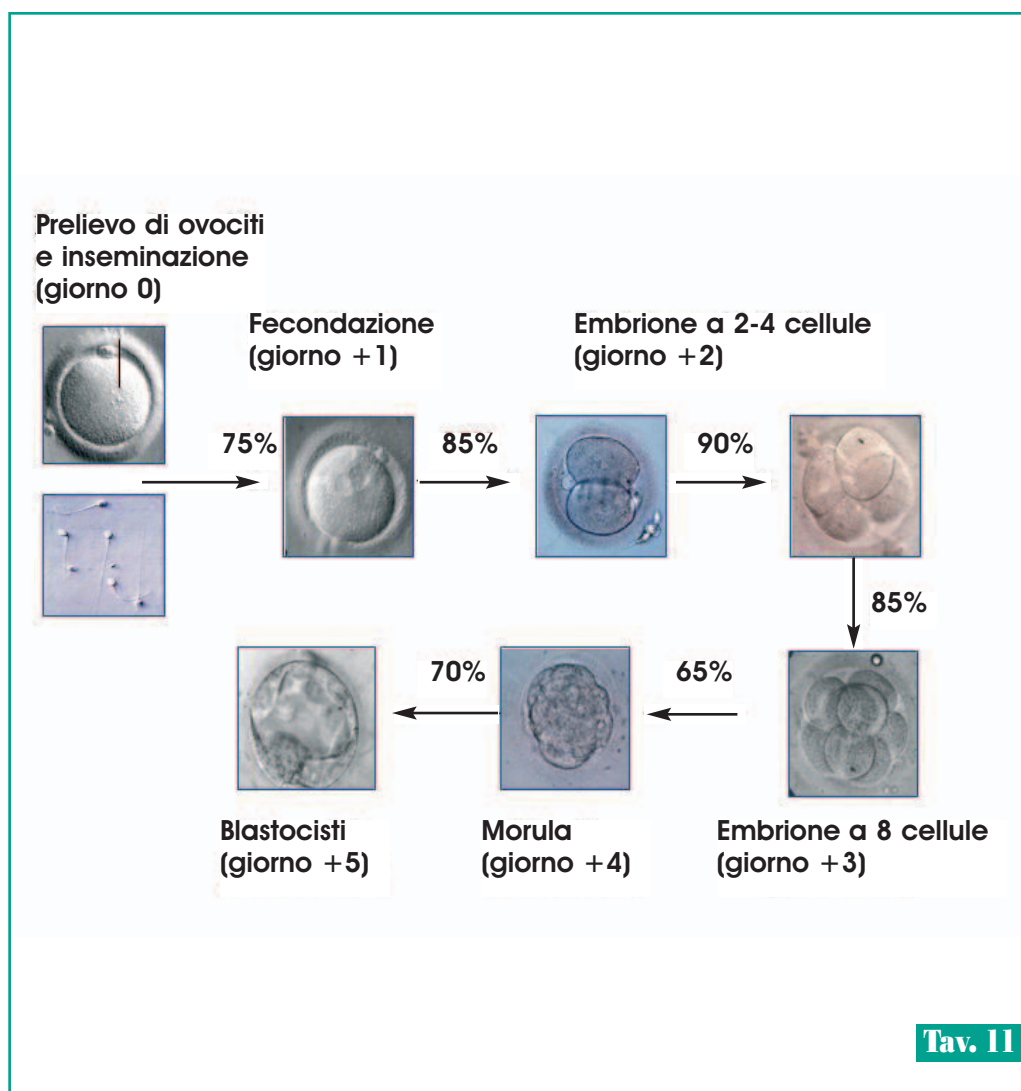 Prelievo di ovociti
e inseminazione
(giorno 0)
Fecondazione
(giorno +1)
Embrione a 2-4 cellule
(giorno +2)
75%
85%
90%
85%
70%
65%
Blastocisti
(giorno +5)
Morula
(giorno +4)
Embrione a 8 cellule
(giorno +3)
Tav. 11